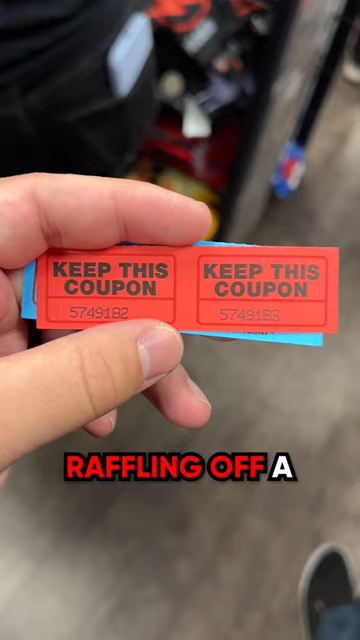 KEEP THIS
COUPON
5749182
KEEP THIS
COUPON
5749183
RAFFLING OFF A